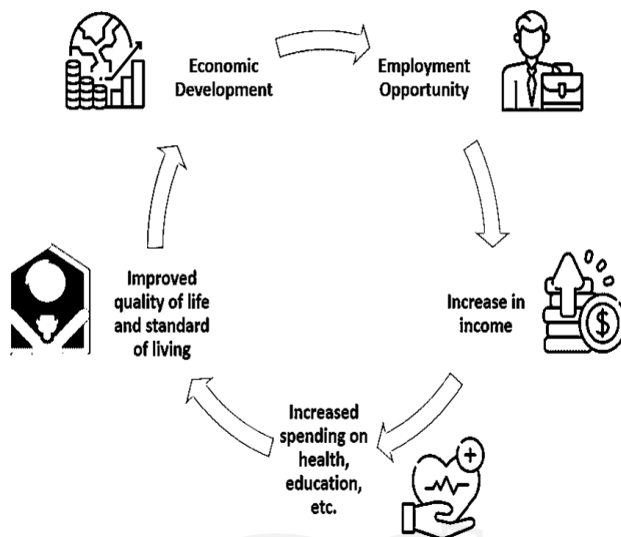 Economic
Development
Employment
Opportunity
Increase in
income
Increased
spending on
health,
education,
etc.
Improved
quality of life
and standard
of living
$